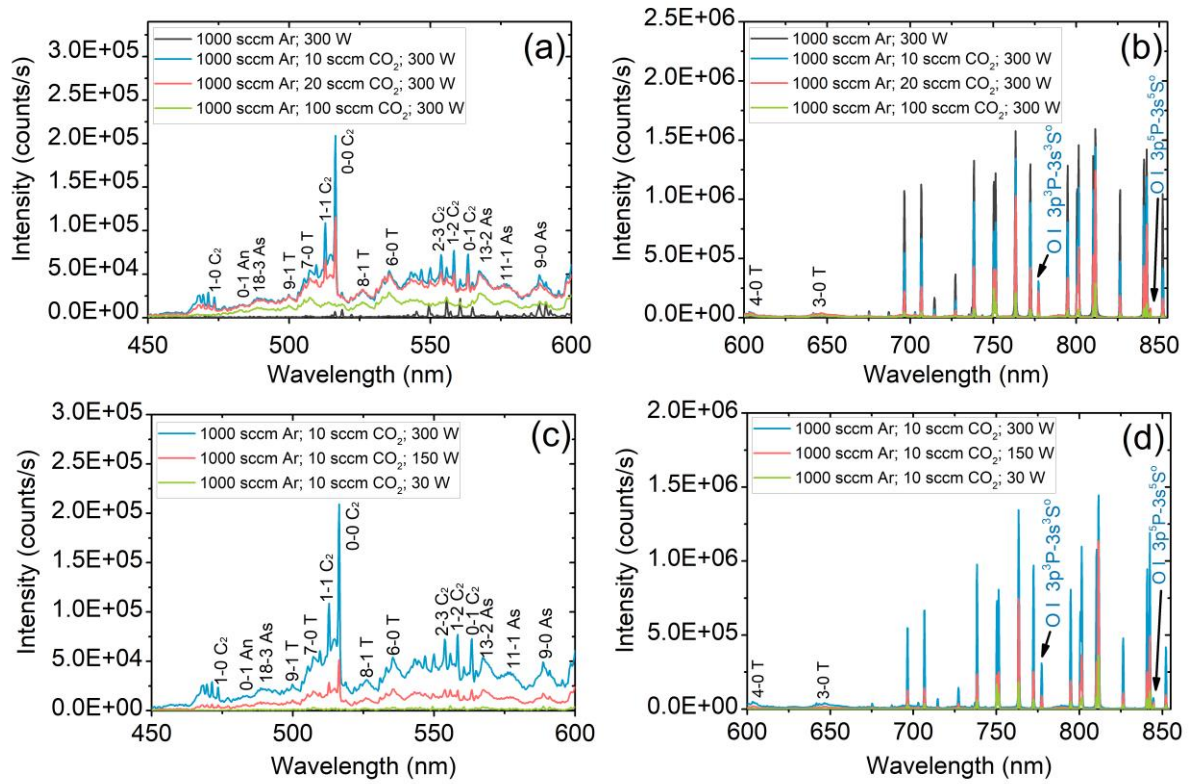 (a)
1000 sccm Ar; 300 W
1000 sccm Ar; 10 sccm CO₂; 300 W
1000 sccm Ar; 20 sccm CO₂; 300 W
1000 sccm Ar; 100 sccm CO₂; 300 W
3.0E+05
2.5E+05
2.0E+05
1.5E+05
1.0E+05
5.0E+04
0.0E+00
Intensity (counts/s)
1-0 C₂
0-1 An
18-3 As
9-1 T
7-0 T
1-1 C₂
0-0 C₂
8-1 T
6-0 T
2-3 C₂
1-2 C₂
0-1 C₂
13-2 As
11-1 As
9-0 As
450 500 550 600
Wavelength (nm)
(b)
1000 sccm Ar; 300 W
1000 sccm Ar; 10 sccm CO₂; 300 W
1000 sccm Ar; 20 sccm CO₂; 300 W
1000 sccm Ar; 100 sccm CO₂; 300 W
2.5E+06
2.0E+06
1.5E+06
1.0E+06
5.0E+05
0.0E+00
Intensity (counts/s)
4-0 T
3-0 T
O I 3p³P-3s³S⁰
O I 3p⁵P-3s⁵S⁰
600 650 700 750 800 850
Wavelength (nm)
(c)
1000 sccm Ar; 10 sccm CO₂; 300 W
1000 sccm Ar; 10 sccm CO₂; 150 W
1000 sccm Ar; 10 sccm CO₂; 30 W
3.0E+05
2.5E+05
2.0E+05
1.5E+05
1.0E+05
5.0E+04
0.0E+00
Intensity (counts/s)
1-0 C₂
0-1 An
18-3 As
9-1 T
7-0 T
1-1 C₂
0-0 C₂
8-1 T
6-0 T
2-3 C₂
1-2 C₂
0-1 C₂
13-2 As
11-1 As
9-0 As
450 500 550 600
Wavelength (nm)
(d)
1000 sccm Ar; 10 sccm CO₂; 300 W
1000 sccm Ar; 10 sccm CO₂; 150 W
1000 sccm Ar; 10 sccm CO₂; 30 W
2.0E+06
1.5E+06
1.0E+06
5.0E+05
0.0E+00
Intensity (counts/s)
4-0 T
3-0 T
O I 3p³P-3s³S⁰
O I 3p⁵P-3s⁵S⁰
600 650 700 750 800 850
Wavelength (nm)